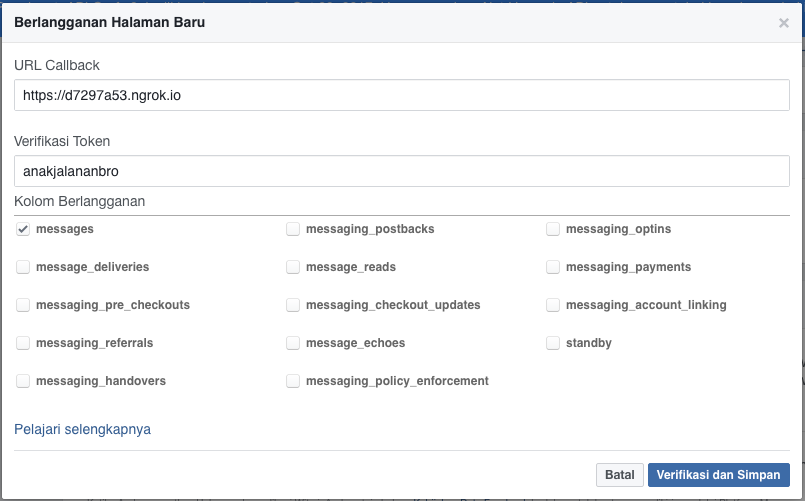 Berlangganan Halaman Baru
URL Callback
https://d7297a53.ngrok.io
Verifikasi Token
anakjalananbro
Kolom Berlangganan
messages messaging_postbacks messaging_optins
message_deliveries message_reads messaging_payments
messaging_pre_checkouts messaging_checkout_updates messaging_account_linking
messaging_referrals message_echoes standby
messaging_handovers messaging_policy_enforcement
Pelajari selengkapnya
Batal Verifikasi dan Simpan